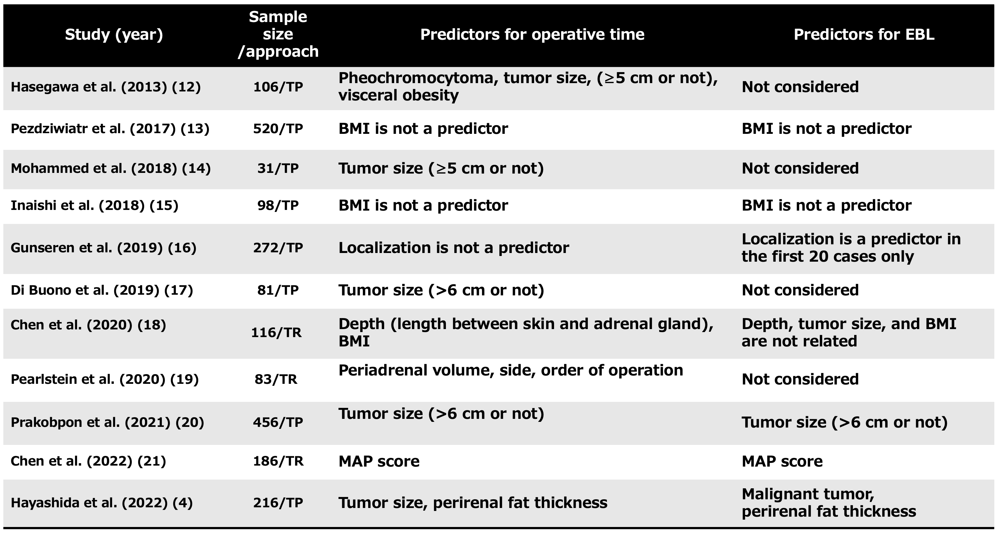 Study (year)
Sample
size
/approach
Predictors for operative time
Predictors for EBL
Hasegawa et al. (2013) (12)
106/TP
Pheochromocytoma, tumor size, (≥5 cm or not),
visceral obesity
Not considered
Pezdziwiatr et al. (2017) (13)
520/TP
BMI is not a predictor
BMI is not a predictor
Mohammed et al. (2018) (14)
31/TP
Tumor size (≥5 cm or not)
Not considered
Inaishi et al. (2018) (15)
98/TP
BMI is not a predictor
BMI is not a predictor
Gunseren et al. (2019) (16)
272/TP
Localization is not a predictor
Localization is a predictor in
the first 20 cases only
Di Buono et al. (2019) (17)
81/TP
Tumor size (>6 cm or not)
Not considered
Chen et al. (2020) (18)
116/TR
Depth (length between skin and adrenal gland),
BMI
Depth, tumor size, and BMI
are not related
Pearlstein et al. (2020) (19)
83/TR
Periadrenal volume, side, order of operation
Not considered
Prakobpon et al. (2021) (20)
456/TP
Tumor size (>6 cm or not)
Tumor size (>6 cm or not)
Chen et al. (2022) (21)
186/TR
MAP score
MAP score
Hayashida et al. (2022) (4)
216/TP
Tumor size, perirenal fat thickness
Malignant tumor,
perirenal fat thickness